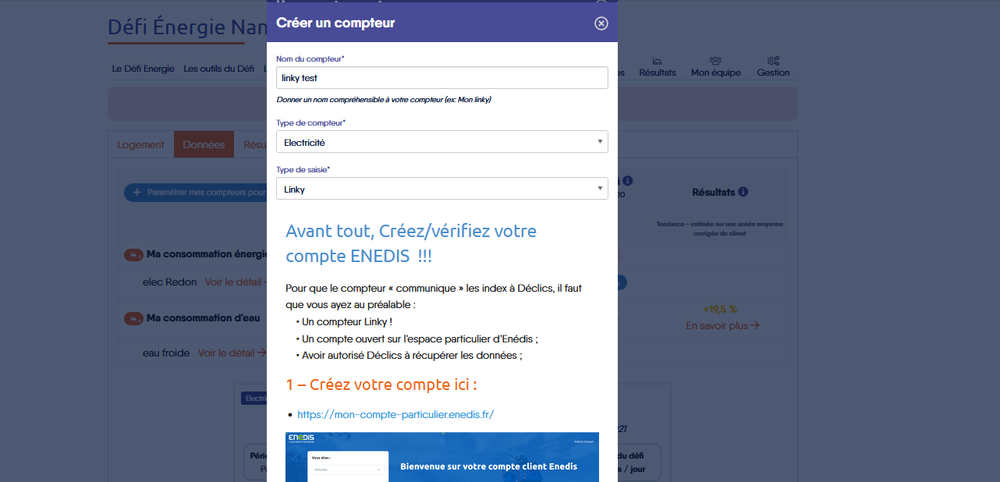 Défi Énergie Nan
Créer un compteur
Le Défi Energie Les outils du Défi
Résultats Mon équipe Gestion
Nom du compteur*
linky test
Donner un nom compréhensible à votre compteur (ex: Mon linky)
Type de compteur*
Electricité
Type de saisie*
Linky
Logement Données Résu
+ Paramétrer mes compteurs pour
Résultats
Tendance – estimée sur une année moyenne
corrigée du climat
Ma consommation énergie
elec Redon Voir le détail
Ma consommation d'eau
eau froide Voir le détail →
+19,5 %
En savoir plus →
Avant tout, Créez/vérifiez votre
compte ENEDIS !!!
Pour que le compteur « communique » les index à Déclics, il faut
que vous ayez au préalable :
• Un compteur Linky !
• Un compte ouvert sur l'espace particulier d'Enédis ;
• Avoir autorisé Déclics à récupérer les données ;
1 – Créez votre compte ici :
• https://mon-compte-particulier.enedis.fr/
ENEDIS
Aide & Contact
Vous êtes :
Particulier
Bienvenue sur votre compte client Enedis
Electri
Péri
du défi
/ jour